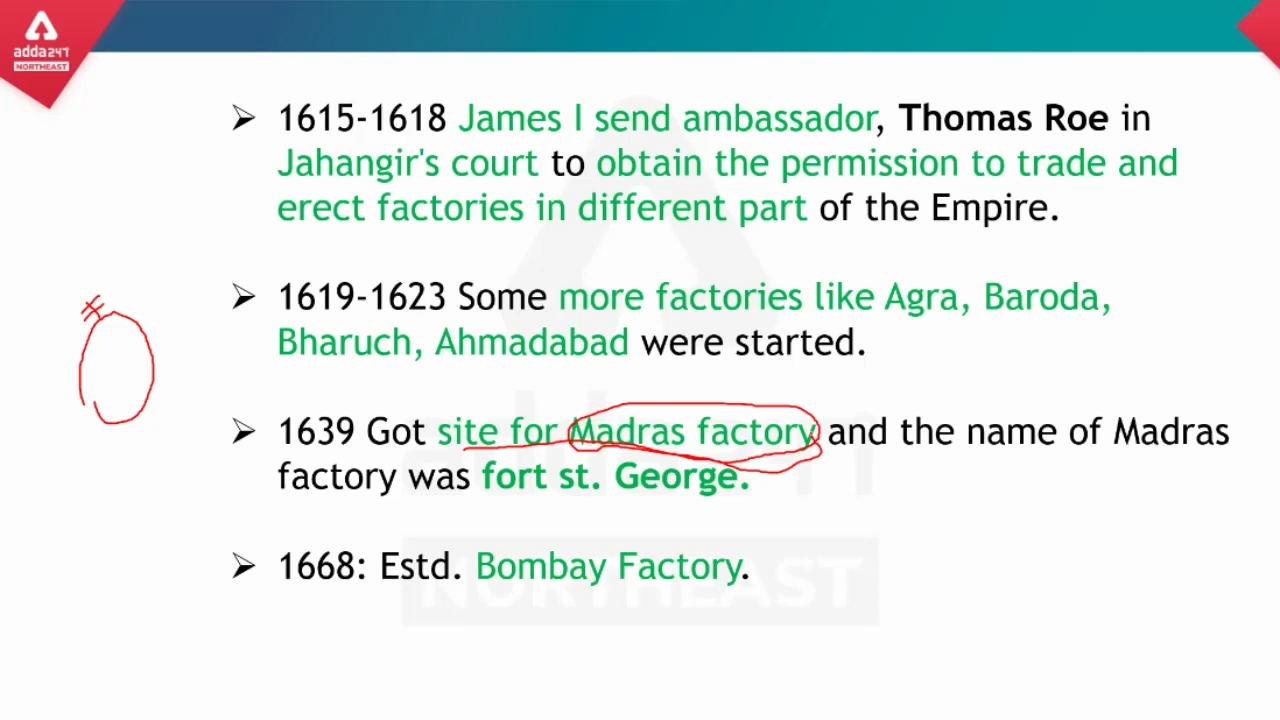 adda247
NORTHEAST
➢ 1615-1618 James I send ambassador, Thomas Roe in
Jahangir's court to obtain the permission to trade and
erect factories in different part of the Empire.
➢ 1619-1623 Some more factories like Agra, Baroda,
Bharuch, Ahmadabad were started.
➢ 1639 Got site for Madras factory and the name of Madras
factory was fort st. George.
➢ 1668: Estd. Bombay Factory.
adda247
NORTHEAST